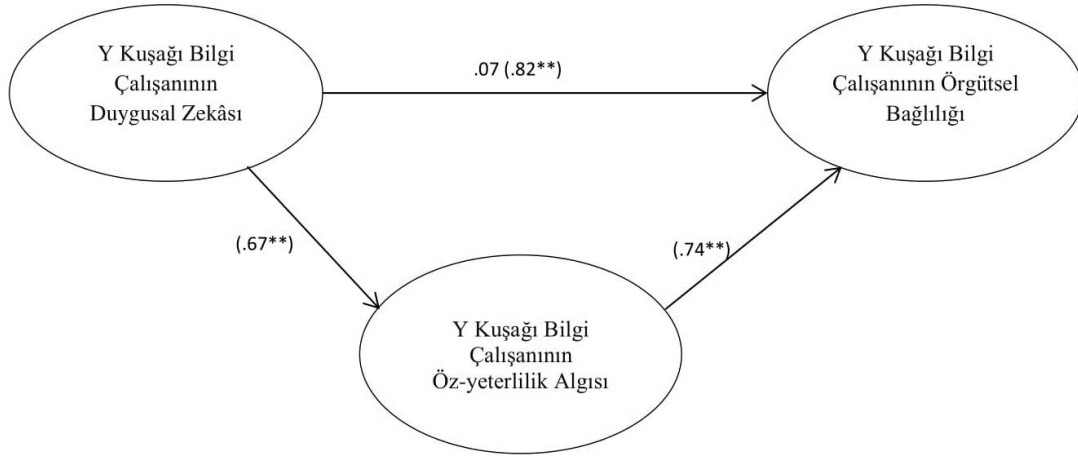 Y Kuşağı Bilgi
Çalışanının
Duygusal Zekâsı
.07 (.82**)
Y Kuşağı Bilgi
Çalışanının Örgütsel
Bağlılığı
(.67**)
(.74**)
Y Kuşağı Bilgi
Çalışanının
Öz-yeterlilik Algısı